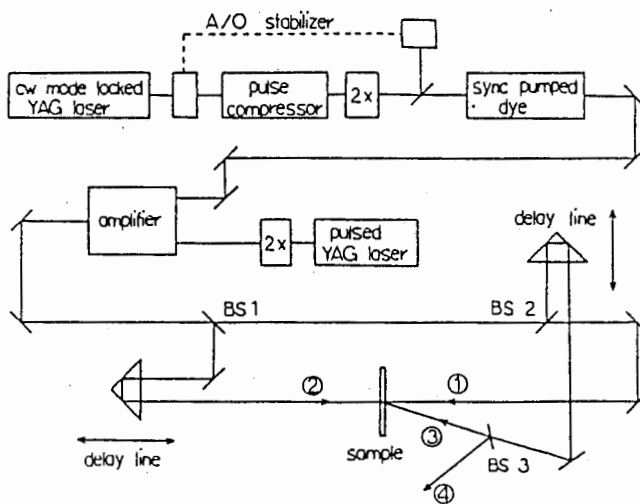 A/O stabilizer
cw mode locked
YAG laser
pulse
compressor
2x
sync pumped
dye
amplifier
2x
pulsed
YAG laser
delay line
BS 1
BS 2
②
①
③
sample
BS 3
delay line
④